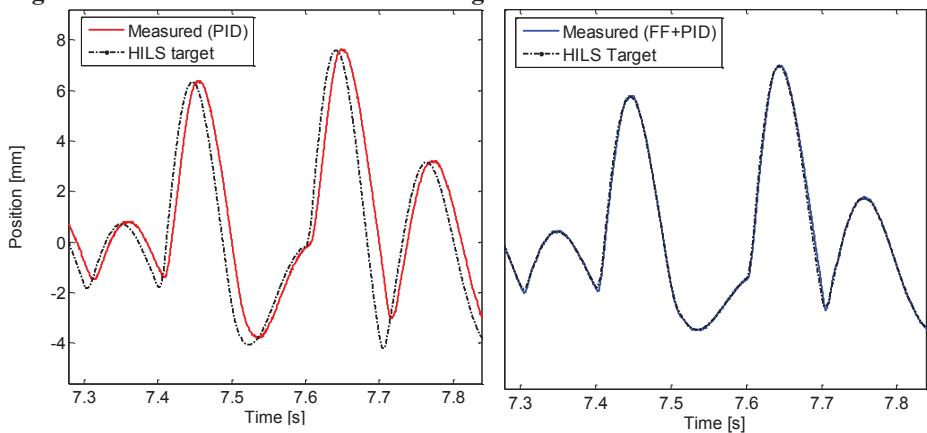 Measured (PID)
HILS target
8
6
4
2
0
-2
-4
Position [mm]
7.3 7.4 7.5 7.6 7.7 7.8
Time [s]
Measured (FF+PID)
HILS Target
7.3 7.4 7.5 7.6 7.7 7.8
Time [s]